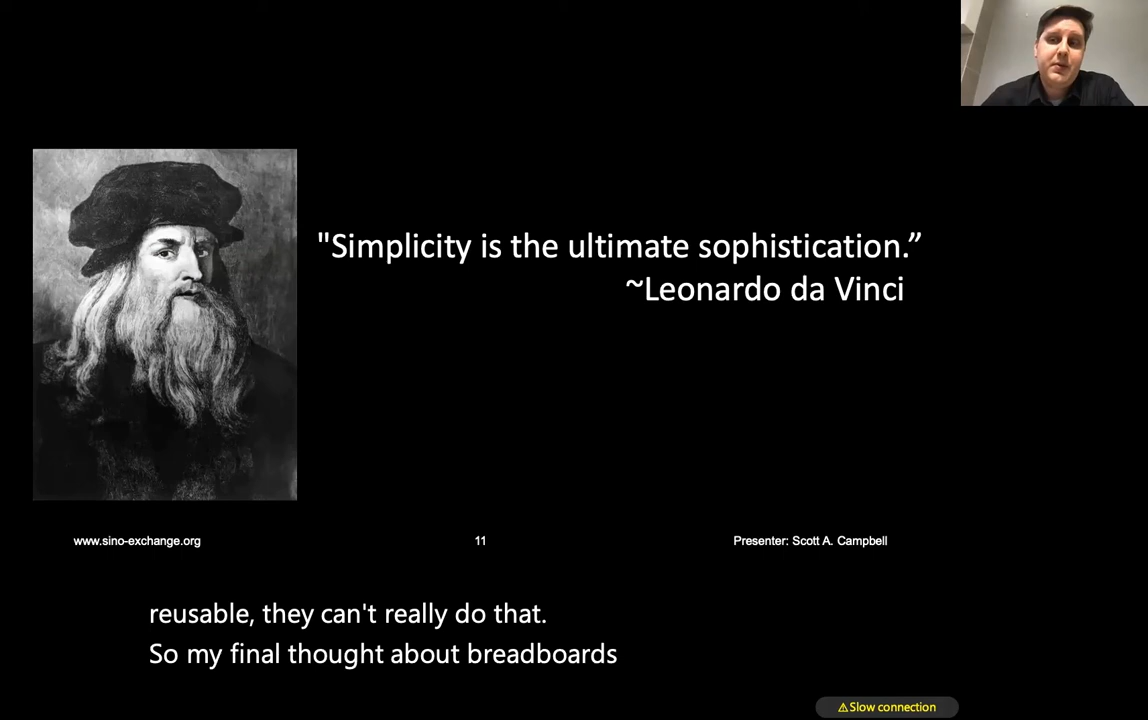 "Simplicity is the ultimate sophistication.”
~Leonardo da Vinci
www.sino-exchange.org
11
Presenter: Scott A. Campbell
reusable, they can't really do that.
So my final thought about breadboards
⚠Slow connection